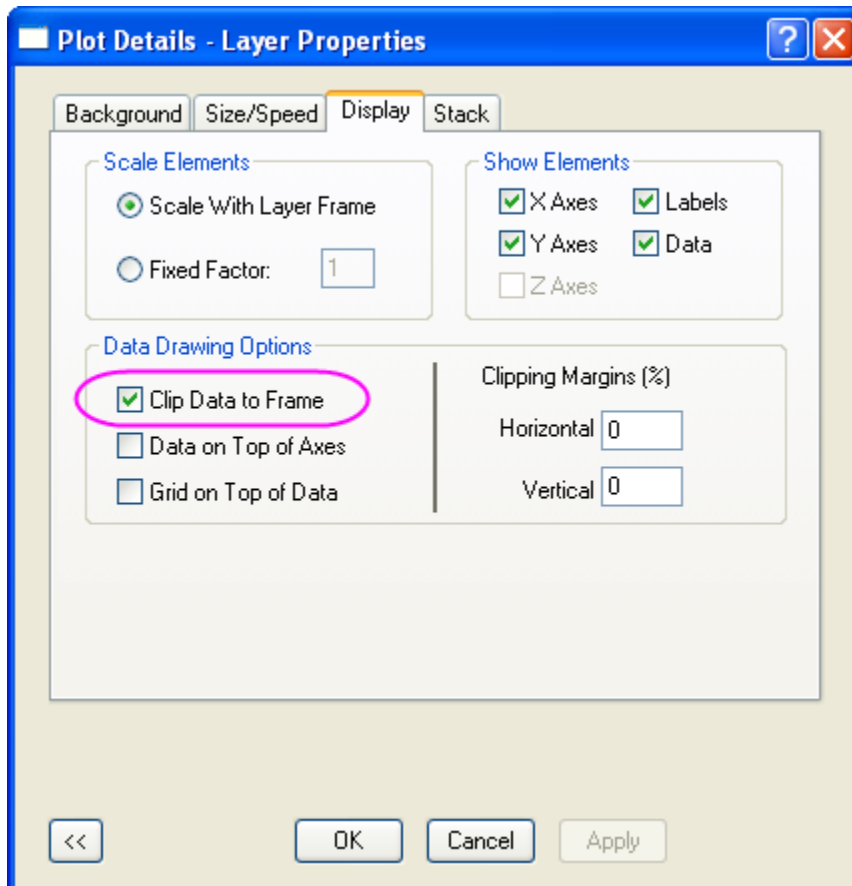 Plot Details - Layer Properties
?
Background Size/Speed Display Stack
Scale Elements
Scale With Layer Frame
Fixed Factor: 1
Show Elements
X Axes Labels
Y Axes Data
Z Axes
Data Drawing Options
Clip Data to Frame
Data on Top of Axes
Grid on Top of Data
Clipping Margins (%)
Horizontal 0
Vertical 0
<< OK Cancel Apply